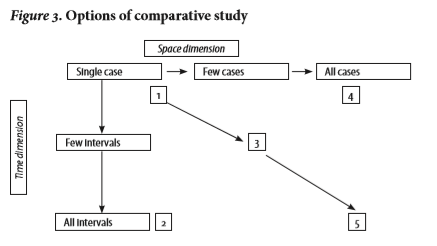 Figure 3. Options of comparative study
Space dimension
Single case
Few cases
All cases
1
4
Time dimension
Few intervals
3
All intervals
2
5